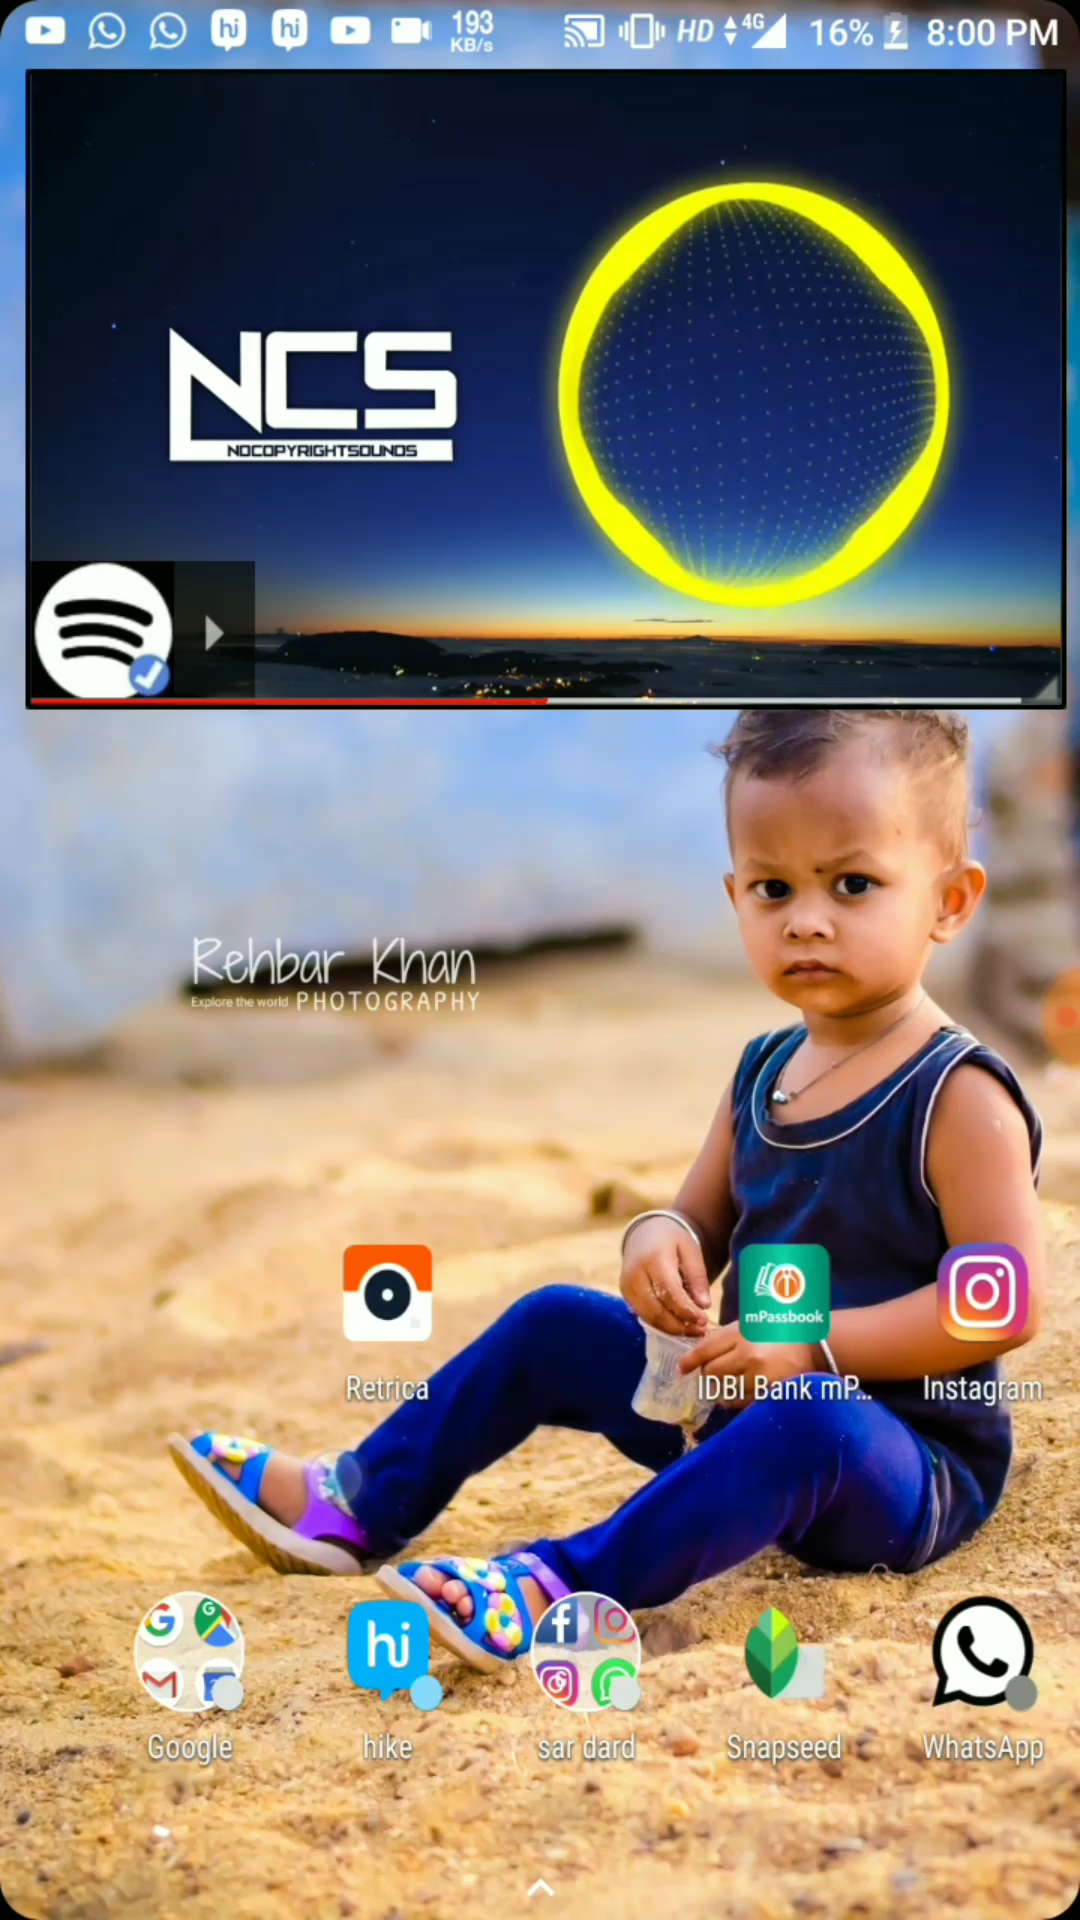 193
KB/s
HD
4G
16%
8:00 PM
NCS
NOCOPYRIGHTSOUNDS
Rehbar Khan
Explore the world PHOTOGRAPHY
mPassbook
Retrica
IDBI Bank mP...
Instagram
hi
Google
hike
sar dard
Snapseed
WhatsApp